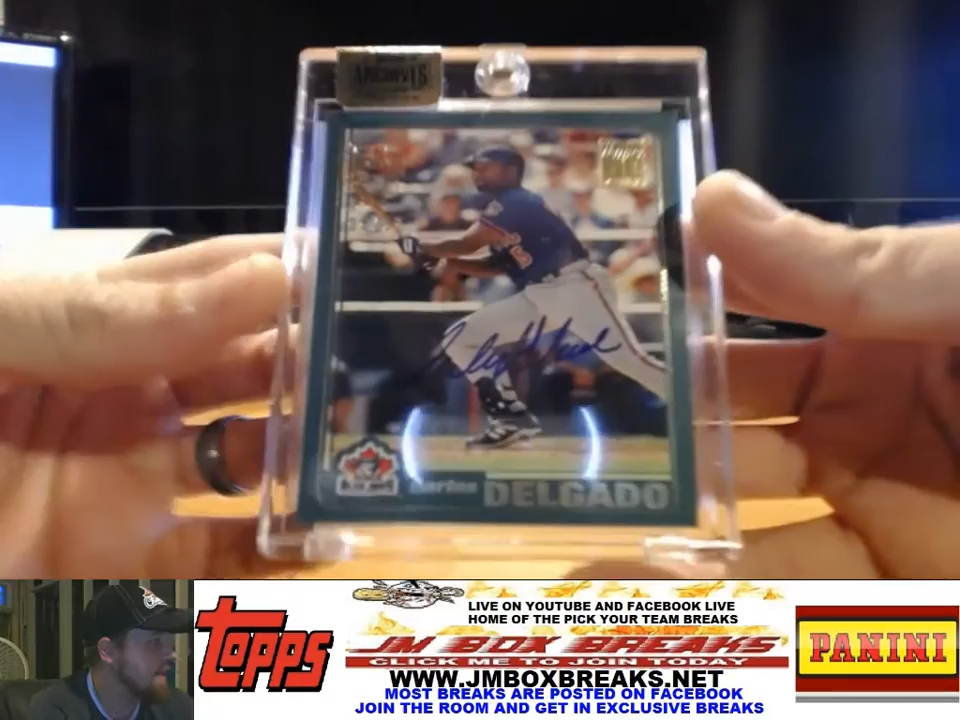 ARCHIVES
Topps
Carlos DELGADO
LIVE ON YOUTUBE AND FACEBOOK LIVE
HOME OF THE PICK YOUR TEAM BREAKS
JM BOX BREAKS
CLICK ME TO JOIN TODAY
WWW.JMBOXBREAKS.NET
MOST BREAKS ARE POSTED ON FACEBOOK
JOIN THE ROOM AND GET IN EXCLUSIVE BREAKS
TOPPS
PANINI